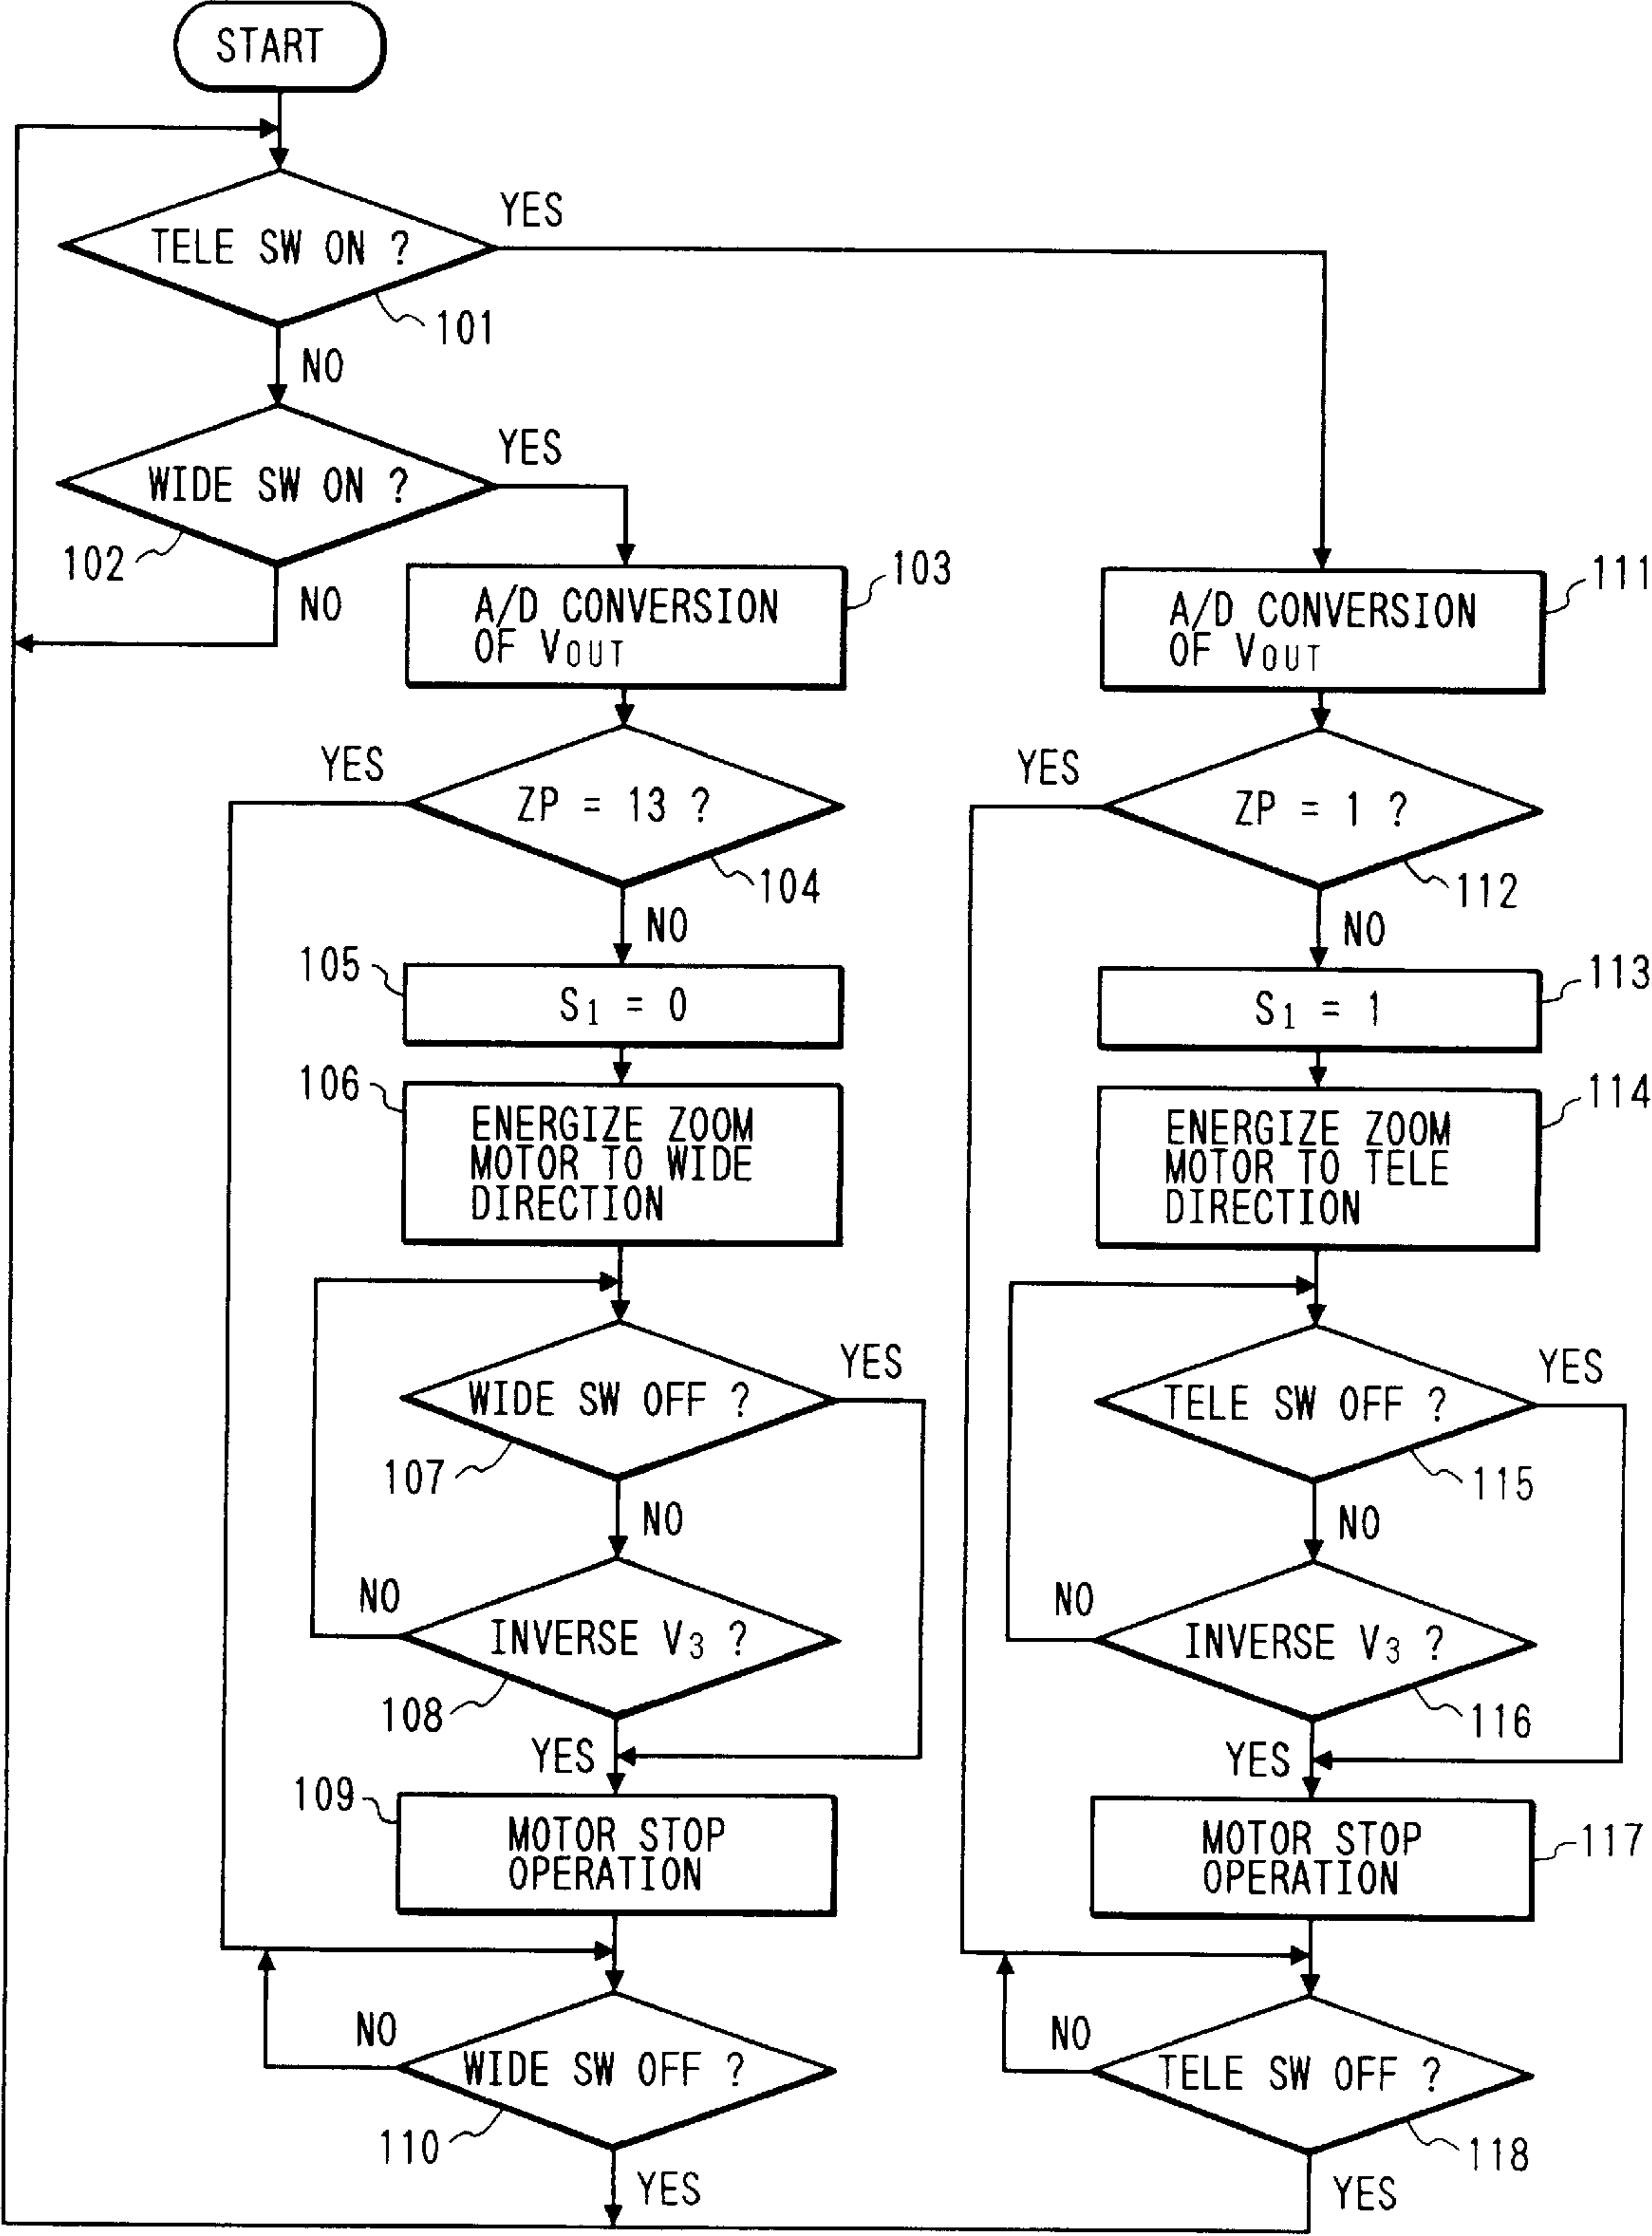 START
YES
TELE SW ON ?
101
NO
YES
WIDE SW ON ?
102
NO
A/D CONVERSION
OF VOUT
103
YES
ZP = 13 ?
104
NO
105
S1 = 0
106
ENERGIZE ZOOM
MOTOR TO WIDE
DIRECTION
YES
WIDE SW OFF ?
107
NO
NO
INVERSE V3 ?
108
YES
109
MOTOR STOP
OPERATION
NO
WIDE SW OFF ?
110
YES
A/D CONVERSION
OF VOUT
111
YES
ZP = 1 ?
112
NO
S1 = 1
113
ENERGIZE ZOOM
MOTOR TO TELE
DIRECTION
114
YES
TELE SW OFF ?
115
NO
NO
INVERSE V3 ?
116
YES
MOTOR STOP
OPERATION
117
NO
TELE SW OFF ?
118
YES